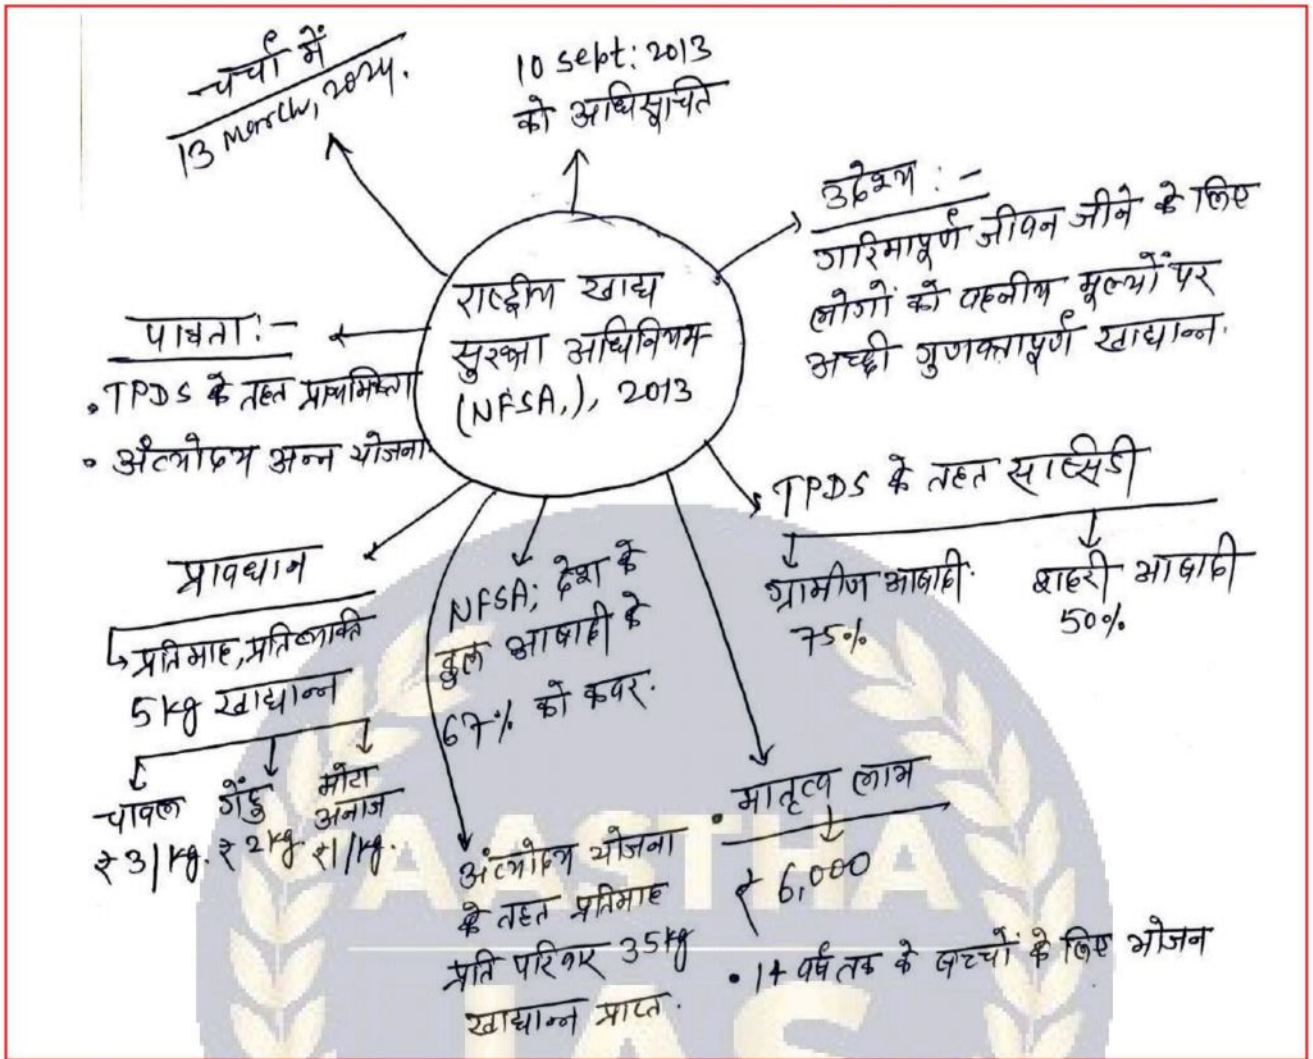 चर्चा में
13 March, 2024.
10 sept: 2013
को अधिसूचित
उद्देश्य : -
गरिमापूर्ण जीवन जीने के लिए
लोगों को वहनीय मूल्यों पर
अच्छी गुणवत्तापूर्ण खाद्यान्न.
राष्ट्रीय खाद्य
सुरक्षा अधिनियम
(NFSA,), 2013
पात्रता : -
• TPDS के तहत प्राथमिकता
• अंत्योदय अन्न योजना
TPDS के तहत सब्सिडी
ग्रामीण आबादी
75%
शहरी आबादी
50%
प्रावधान
प्रतिमाह, प्रतिव्यक्ति
5 kg खाद्यान्न
चावल
₹ 3/kg.
गेंहु
₹ 2 kg.
मोटा
अनाज
₹1/kg.
NFSA; देश के
कुल आबादी के
67% को कवर.
अंत्योदय योजना
के तहत प्रतिमाह
प्रति परिवार 35kg
खाद्यान्न प्राप्त.
• मातृत्व लाभ
₹ 6,000
• 14 वर्ष तक के बच्चों के लिए भोजन
AASTHA
IAS